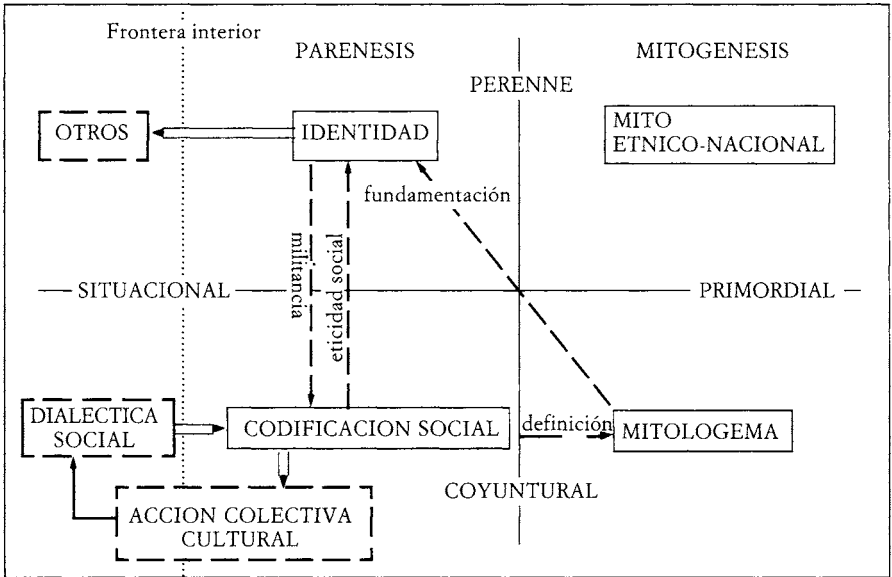 Frontera interior
PARENESIS
MITOGENESIS
PERENNE
OTROS
IDENTIDAD
MITO
ETNICO-NACIONAL
fundamentación
militancia
eticidad social
SITUACIONAL
PRIMORDIAL
DIALECTICA
SOCIAL
CODIFICACION SOCIAL
definición
MITOLOGEMA
COYUNTURAL
ACCION COLECTIVA
CULTURAL